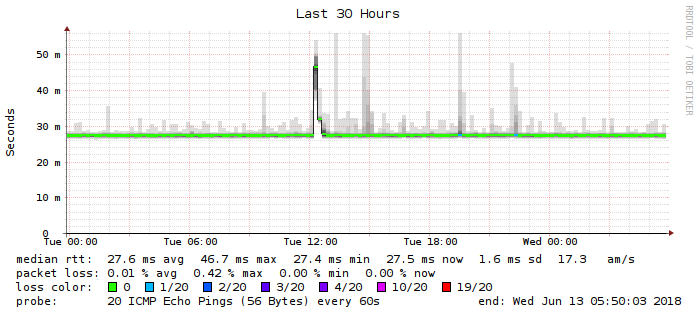 Last 30 Hours
RRDTOOL / TOBI OETIKER
Seconds
50 m
40 m
30 m
20 m
10 m
0
Tue 00:00 Tue 06:00 Tue 12:00 Tue 18:00 Wed 00:00
median rtt: 27.6 ms avg 46.7 ms max 27.4 ms min 27.5 ms now 1.6 ms sd 17.3 am/s
packet loss: 0.01 % avg 0.42 % max 0.00 % min 0.00 % now
loss color: 0 1/20 2/20 3/20 4/20 10/20 19/20
probe: 20 ICMP Echo Pings (56 Bytes) every 60s end: Wed Jun 13 05:50:03 2018